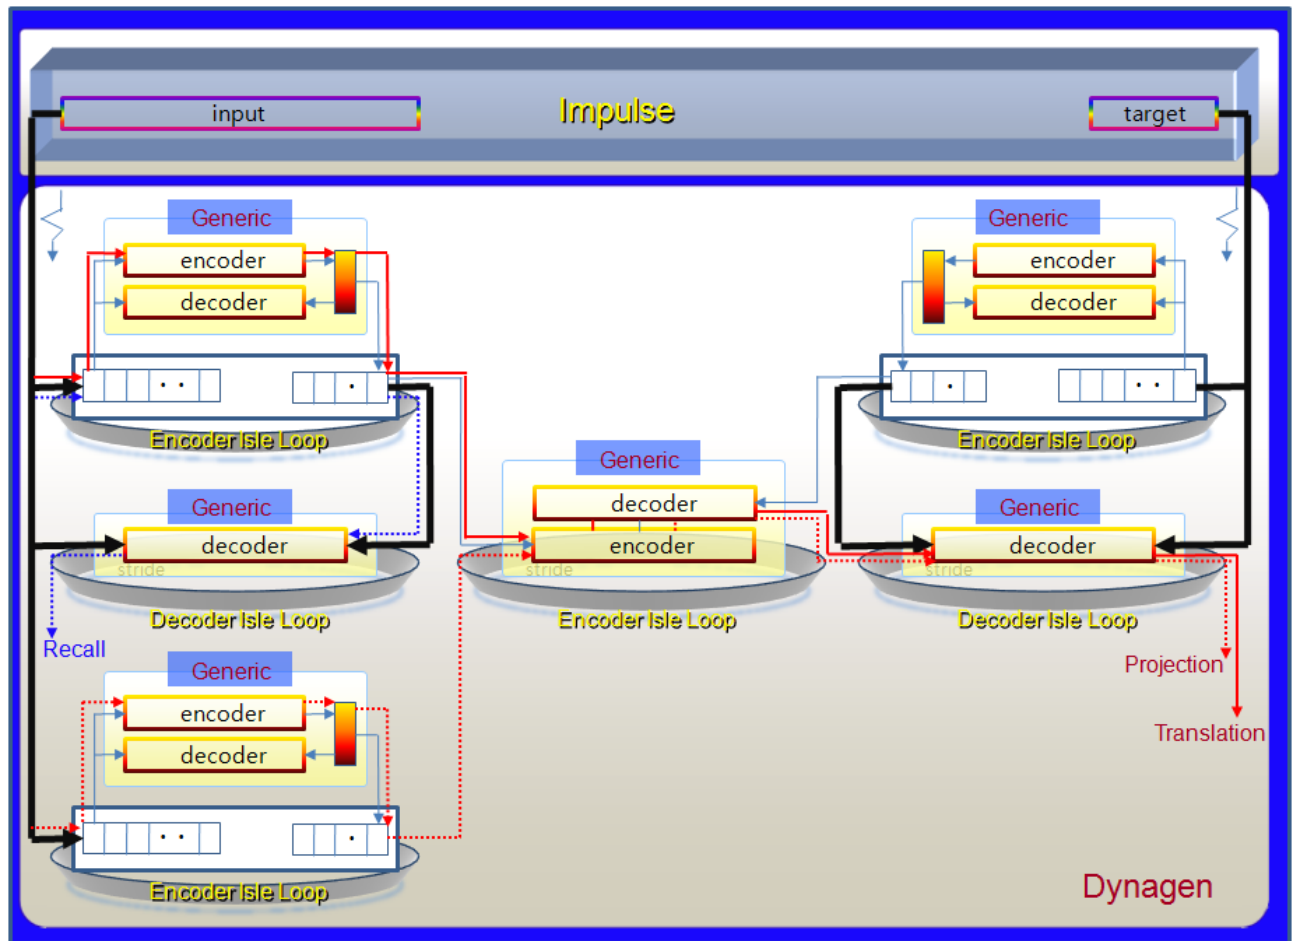 input
Impulse
target
Generic
encoder
decoder
Encoder Isle Loop
Generic
encoder
decoder
Encoder Isle Loop
Generic
decoder
encoder
stride
Encoder Isle Loop
Generic
decoder
stride
Decoder Isle Loop
Recall
Generic
decoder
stride
Decoder Isle Loop
Projection
Translation
Generic
encoder
decoder
Encoder Isle Loop
Dynagen